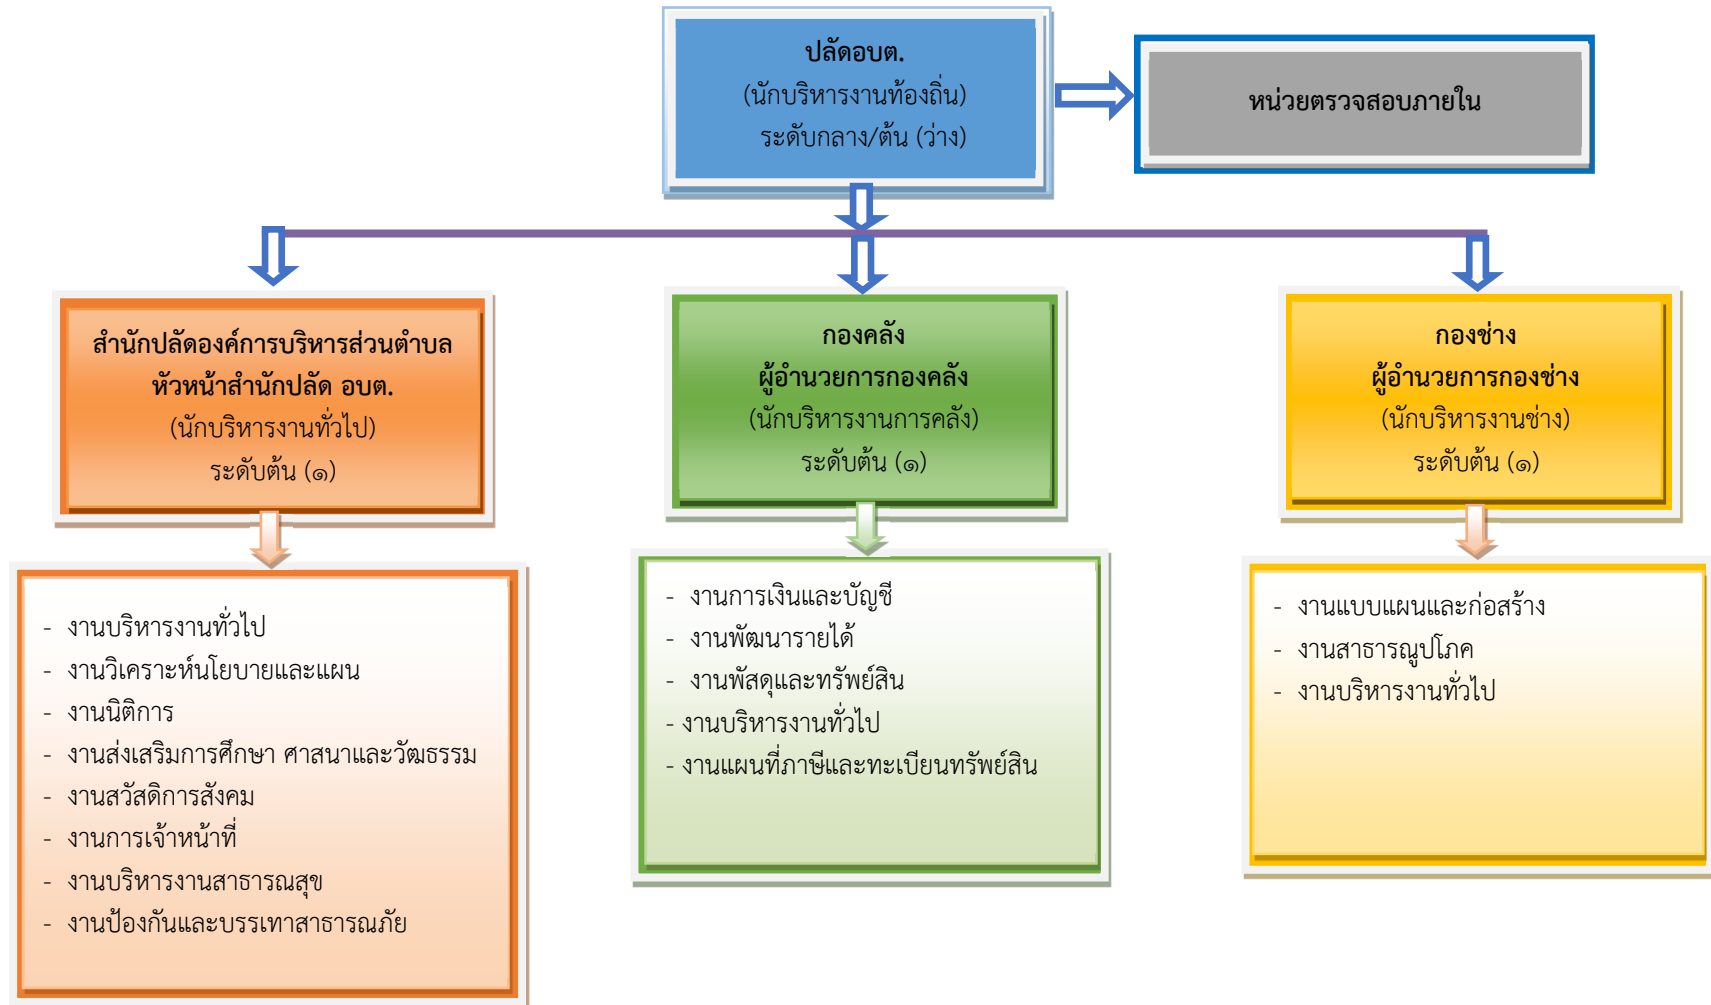 ปลัดอบต.
(นักบริหารงานท้องถิ่น)
ระดับกลาง/ต้น (ว่าง)
หน่วยตรวจสอบภายใน
สำนักปลัดองค์การบริหารส่วนตำบล
หัวหน้าสำนักปลัด อบต.
(นักบริหารงานทั่วไป)
ระดับต้น (๑)
กองคลัง
ผู้อำนวยการกองคลัง
(นักบริหารงานการคลัง)
ระดับต้น (๑)
กองช่าง
ผู้อำนวยการกองช่าง
(นักบริหารงานช่าง)
ระดับต้น (๑)
- งานบริหารงานทั่วไป
- งานวิเคราะห์นโยบายและแผน
- งานนิติการ
- งานส่งเสริมการศึกษา ศาสนาและวัฒธรรม
- งานสวัสดิการสังคม
- งานการเจ้าหน้าที่
- งานบริหารงานสาธารณสุข
- งานป้องกันและบรรเทาสาธารณภัย
- งานการเงินและบัญชี
- งานพัฒนารายได้
- งานพัสดุและทรัพย์สิน
- งานบริหารงานทั่วไป
- งานแผนที่ภาษีและทะเบียนทรัพย์สิน
- งานแบบแผนและก่อสร้าง
- งานสาธารณูปโภค
- งานบริหารงานทั่วไป